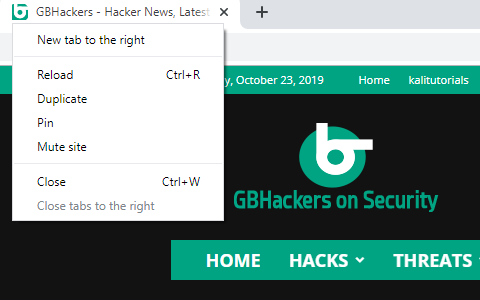 GBHackers - Hacker News, Latest
New tab to the right
Reload Ctrl+R
Duplicate
Pin
Mute site
Close Ctrl+W
Close tabs to the right
y, October 23, 2019 Home kalitutorials
GBHackers on Security
HOME HACKS THREATS